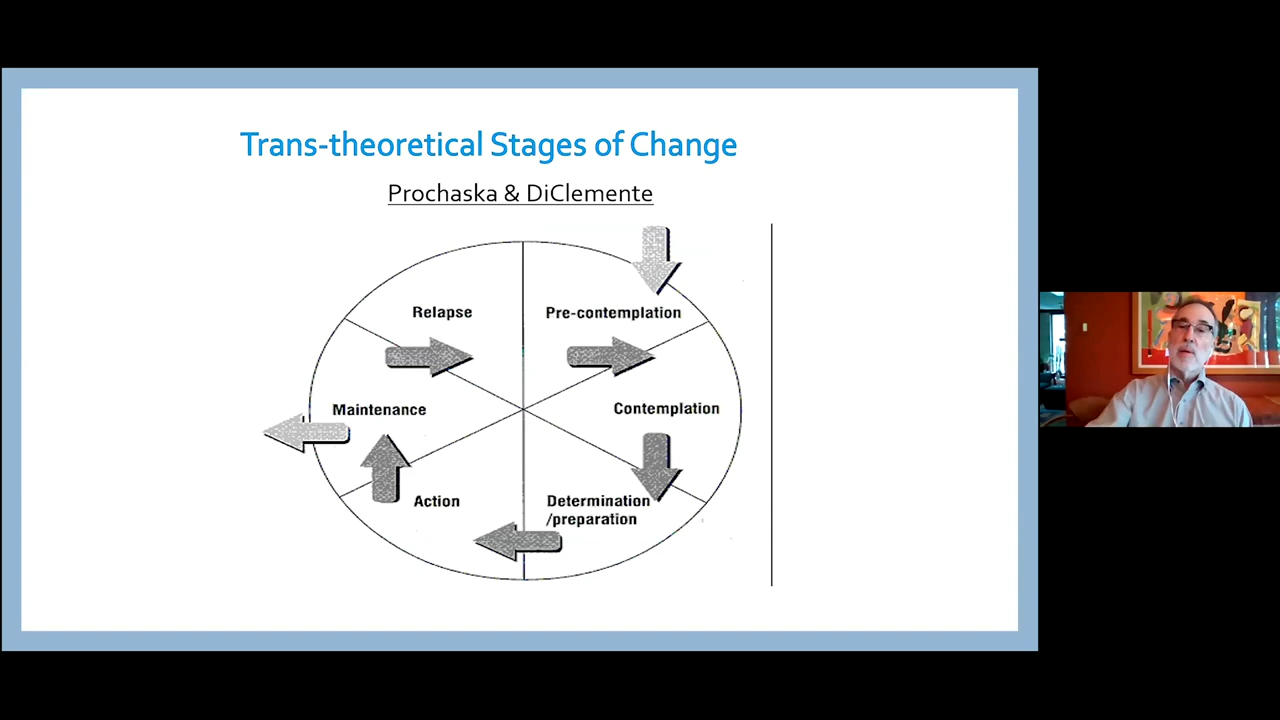 Trans-theoretical Stages of Change
Prochaska & DiClemente
Relapse
Pre-contemplation
Maintenance
Contemplation
Action
Determination
/preparation